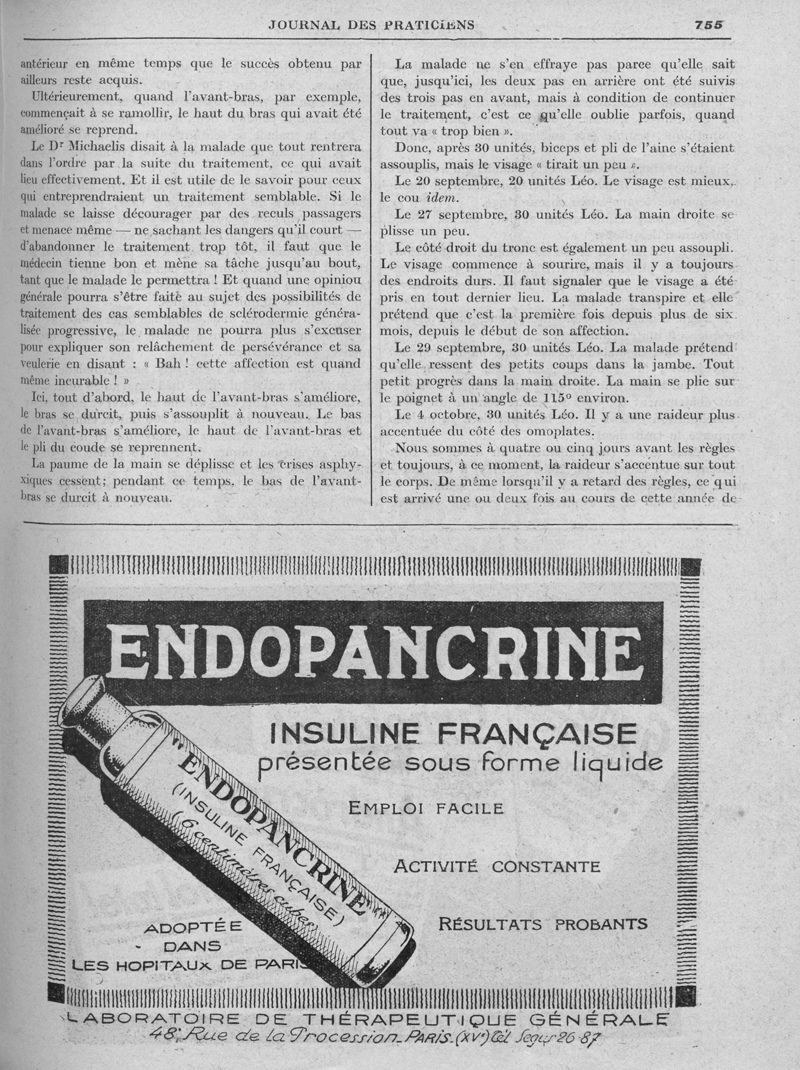 JOURNAL DES PRATICIENS 755
antérieur en même temps que le succès obtenu par
ailleurs reste acquis.
Ultérieurement, quand l'avant-bras, par exemple,
commençait à se ramollir, le haut du bras qui avait été
amélioré se reprend.
Le Dr Michaelis disait à la malade que tout rentrera
dans l'ordre par la suite du traitement, ce qui avait
lieu effectivement. Et il est utile de le savoir pour ceux
qui entreprendraient un traitement semblable. Si le
malade se laisse décourager par des reculs passagers
et menace même — ne sachant les dangers qu'il court —
d'abandonner le traitement trop tôt, il faut que le
médecin tienne bon et mène sa tâche jusqu'au bout,
tant que le malade le permettra ! Et quand une opinion
générale pourra s'être faite au sujet des possibilités de
traitement des cas semblables de sclérodermie généra-
lisée progressive, le malade ne pourra plus s'excuser
pour expliquer son relâchement de persévérance et sa
veulerie en disant : « Bah ! cette affection est quand
même incurable ! »
Ici, tout d'abord, le haut de l'avant-bras s'améliore,
le bras se durcit, puis s'assouplit à nouveau. Le bas
de l'avant-bras s'améliore, le haut de l'avant-bras et
le pli du coude se reprennent.
La paume de la main se déplisse et les crises asphy-
xiques cessent; pendant ce temps, le bas de l'avant-
bras se durcit à nouveau.
La malade ne s'en effraye pas parce qu'elle sait
que, jusqu'ici, les deux pas en arrière ont été suivis
des trois pas en avant, mais à condition de continuer
le traitement, c'est ce qu'elle oublie parfois, quand
tout va « trop bien ».
Donc, après 30 unités, biceps et pli de l'aine s'étaient
assouplis, mais le visage « tirait un peu ».
Le 20 septembre, 20 unités Léo. Le visage est mieux,
le cou idem.
Le 27 septembre, 30 unités Léo. La main droite se
plisse un peu.
Le côté droit du tronc est également un peu assoupli.
Le visage commence à sourire, mais il y a toujours
des endroits durs. Il faut signaler que le visage a été
pris en tout dernier lieu. La malade transpire et elle
prétend que c'est la première fois depuis plus de six
mois, depuis le début de son affection.
Le 29 septembre, 30 unités Léo. La malade prétend
qu'elle ressent des petits coups dans la jambe. Tout
petit progrès dans la main droite. La main se plie sur
le poignet à un angle de 115° environ.
Le 4 octobre, 30 unités Léo. Il y a une raideur plus
accentuée du côté des omoplates.
Nous sommes à quatre ou cinq jours avant les règles
et toujours, à ce moment, la raideur s'accentue sur tout
le corps. De même lorsqu'il y a retard des règles, ce qui
est arrivé une ou deux fois au cours de cette année de
ENDOPANCRINE
INSULINE FRANÇAISE
présentée sous forme liquide
EMPLOI FACILE
ACTIVITÉ CONSTANTE
RÉSULTATS PROBANTS
"ENDOPANCRINE"
(INSULINE FRANÇAISE)
(6 centimètres cubes)
ADOPTÉE
DANS
LES HOPITAUX DE PARIS
LABORATOIRE DE THÉRAPEUTIQUE GÉNÉRALE
48, Rue de la Procession_PARIS_(XVe) Tél. Ségur 26-87